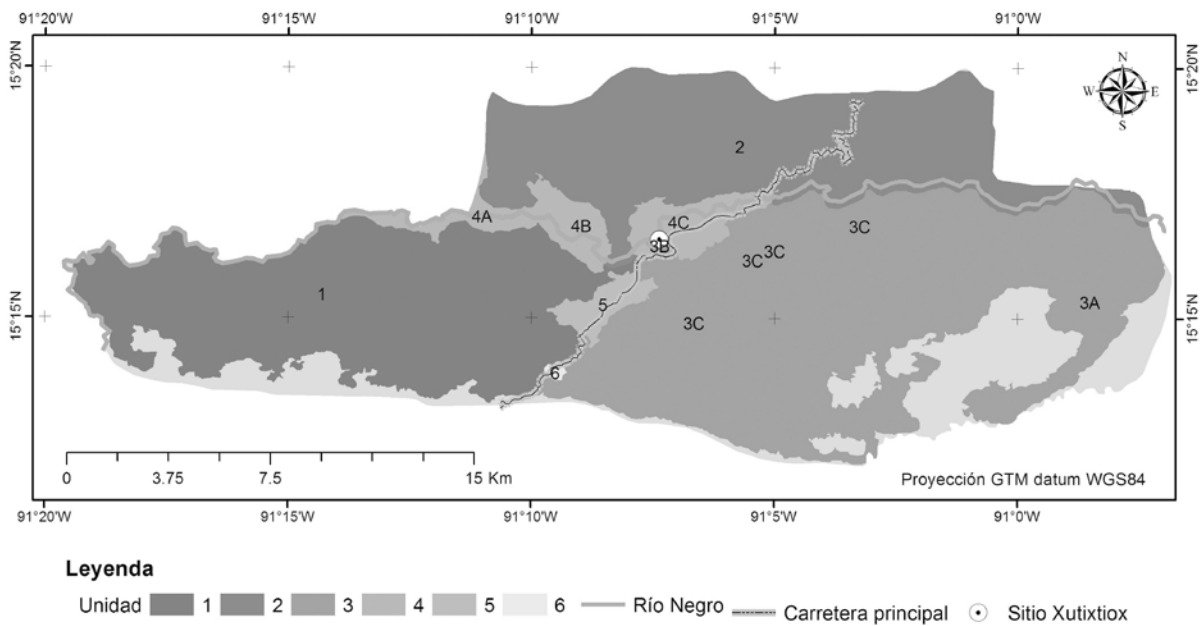 91°20'W 91°15'W 91°10'W 91°5'W 91°0'W
15°20'N 15°20'N
N
W E
S
2
4A 4B 4C
3B 3C
3C
3C
1 5 3C 3A
15°15'N 15°15'N
6
0 3.75 7.5 15 Km
Proyección GTM datum WGS84
91°20'W 91°15'W 91°10'W 91°5'W 91°0'W
Leyenda
Unidad 1 2 3 4 5 6 Río Negro Carretera principal Sitio Xutixtiox